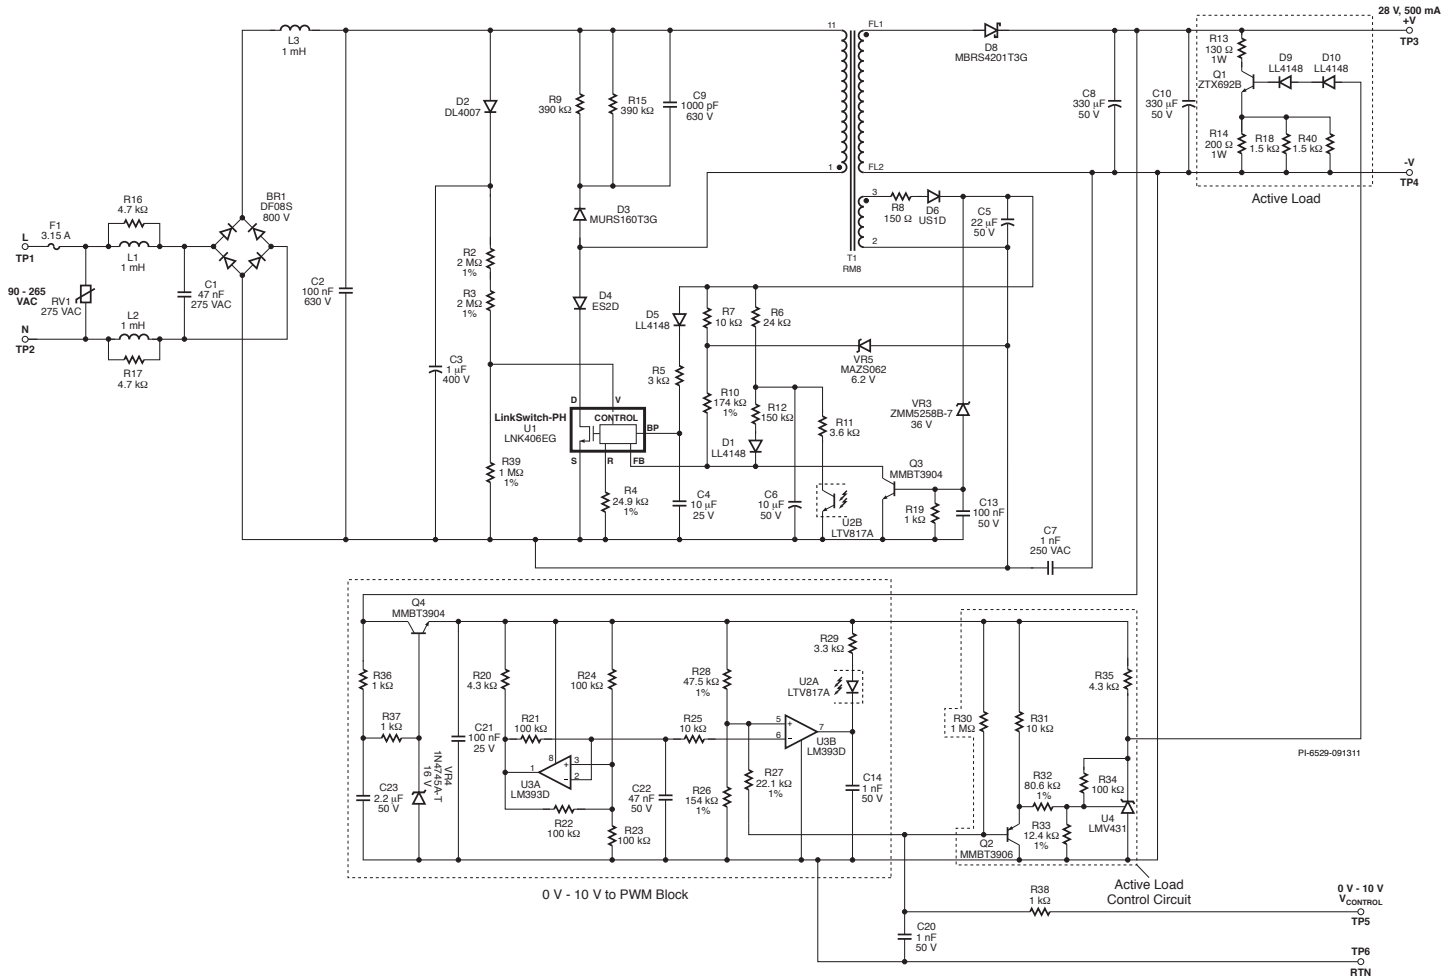 28 V, 500 mA
+V
TP3
L3
1 mH
11
FL1
D8
MBRS4201T3G
R13
130 Ω
1W
D9
LL4148
D10
LL4148
Q1
ZTX692B
D2
DL4007
R9
390 kΩ
R15
390 kΩ
C9
1000 pF
630 V
C8
330 µF
50 V
C10
330 µF
50 V
R14
200 Ω
1W
R18
1.5 kΩ
R40
1.5 kΩ
1
FL2
-V
TP4
Active Load
R16
4.7 kΩ
BR1
DF08S
800 V
F1
3.15 A
L
TP1
L1
1 mH
D3
MURS160T3G
3
R8
150 Ω
D6
US1D
C5
22 µF
50 V
2
T1
RM8
R2
2 MΩ
1%
R3
2 MΩ
1%
90 - 265
VAC
RV1
275 VAC
C1
47 nF
275 VAC
C2
100 nF
630 V
D4
ES2D
N
TP2
L2
1 mH
R17
4.7 kΩ
D5
LL4148
R7
10 kΩ
R6
24 kΩ
VR5
MAZS062
6.2 V
C3
1 µF
400 V
R5
3 kΩ
R10
174 kΩ
1%
R12
150 kΩ
R11
3.6 kΩ
VR3
ZMM5258B-7
36 V
D
V
LinkSwitch-PH
U1
LNK406EG
CONTROL
BP
S
R
FB
D1
LL4148
Q3
MMBT3904
R39
1 MΩ
1%
R4
24.9 kΩ
1%
C4
10 µF
25 V
C6
10 µF
50 V
U2B
LTV817A
R19
1 kΩ
C13
100 nF
50 V
C7
1 nF
250 VAC
Q4
MMBT3904
R36
1 kΩ
R37
1 kΩ
C23
2.2 µF
50 V
VR4
1N4745A-T
16 V
C21
100 nF
25 V
R20
4.3 kΩ
R21
100 kΩ
R24
100 kΩ
8
3
+
1
2
-
U3A
LM393D
R22
100 kΩ
R23
100 kΩ
C22
47 nF
50 V
R28
47.5 kΩ
1%
R25
10 kΩ
R26
154 kΩ
1%
R27
22.1 kΩ
1%
R29
3.3 kΩ
U2A
LTV817A
5
+
7
6
-
U3B
LM393D
C14
1 nF
50 V
R30
1 MΩ
R31
10 kΩ
R35
4.3 kΩ
PI-6529-091311
R32
80.6 kΩ
1%
R34
100 kΩ
R33
12.4 kΩ
1%
U4
LMV431
Q2
MMBT3906
0 V - 10 V to PWM Block
Active Load
Control Circuit
R38
1 kΩ
0 V - 10 V
VCONTROL
TP5
C20
1 nF
50 V
TP6
RTN